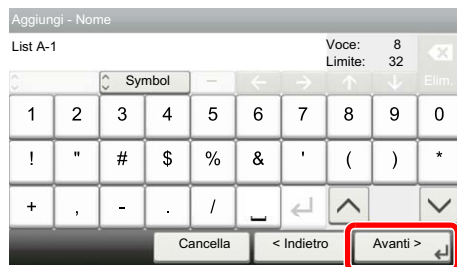 Aggiungi - Nome
List A-1 Voce: 8
Limite: 32
Symbol Elim.
1 2 3 4 5 6 7 8 9 0
! " # $ % & ' ( ) *
+ , - . /
Cancella < Indietro Avanti >